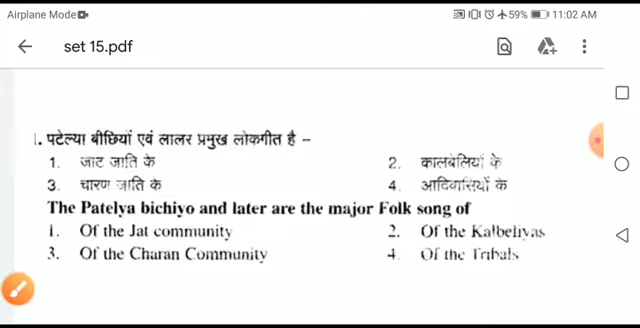 Airplane Mode 59% 11:02 AM
set 15.pdf
1. पटेल्या बीछियाँ एवं लालर प्रमुख लोकगीत है –
1. जाट जाति के 2. कालबेलियों के
3. चारण जाति के 4. आदिवासियों के
The Patelya bichiyo and later are the major Folk song of
1. Of the Jat community 2. Of the Kalbeliyas
3. Of the Charan Community 4. Of the Tribals